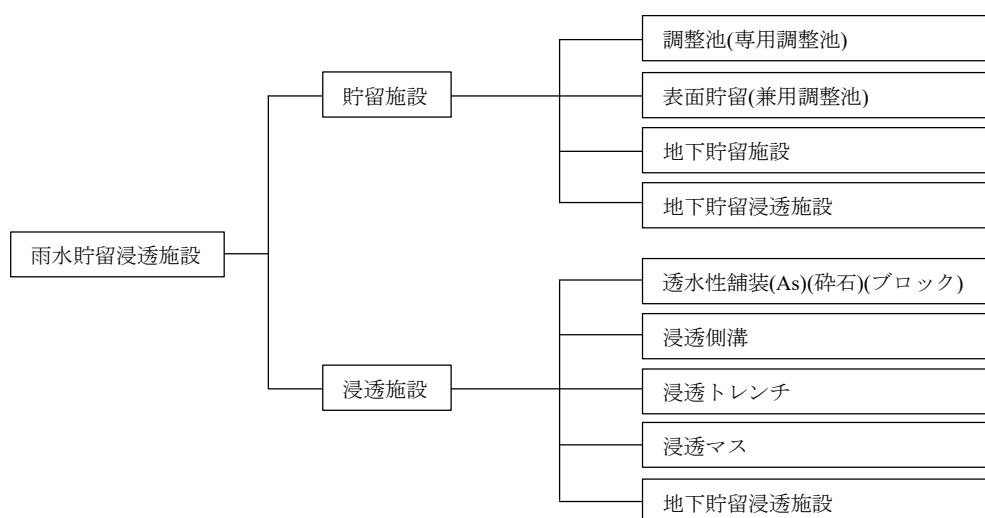 雨水貯留浸透施設
貯留施設
調整池(専用調整池)
表面貯留(兼用調整池)
地下貯留施設
地下貯留浸透施設
浸透施設
透水性舗装(As)(砕石)(ブロック)
浸透側溝
浸透トレンチ
浸透マス
地下貯留浸透施設